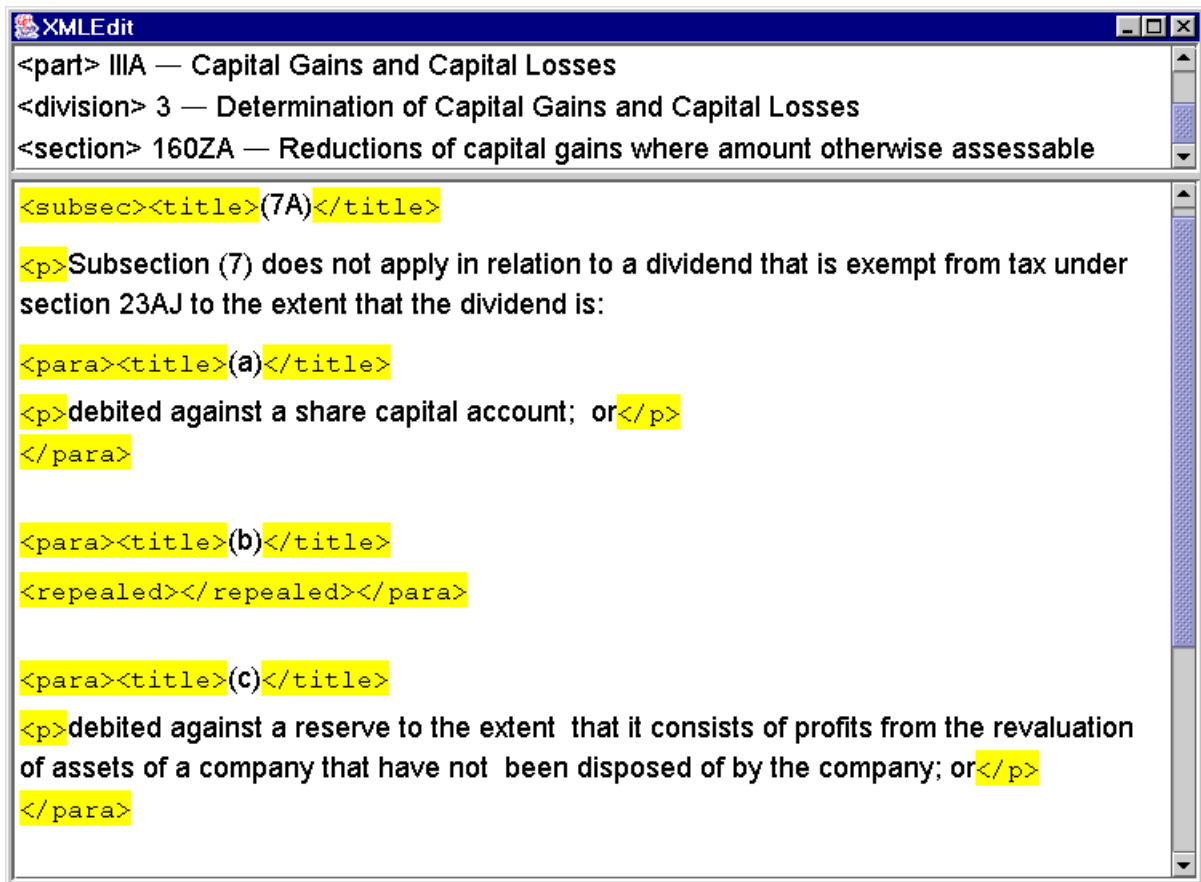 XMLEdit
<part> IIIA — Capital Gains and Capital Losses
<division> 3 — Determination of Capital Gains and Capital Losses
<section> 160ZA — Reductions of capital gains where amount otherwise assessable
<subsec><title>(7A)</title>
<p>Subsection (7) does not apply in relation to a dividend that is exempt from tax under
section 23AJ to the extent that the dividend is:
<para><title>(a)</title>
<p>debited against a share capital account;  or</p>
</para>
<para><title>(b)</title>
<repealed></repealed></para>
<para><title>(c)</title>
<p>debited against a reserve to the extent  that it consists of profits from the revaluation
of assets of a company that have not  been disposed of by the company; or</p>
</para>